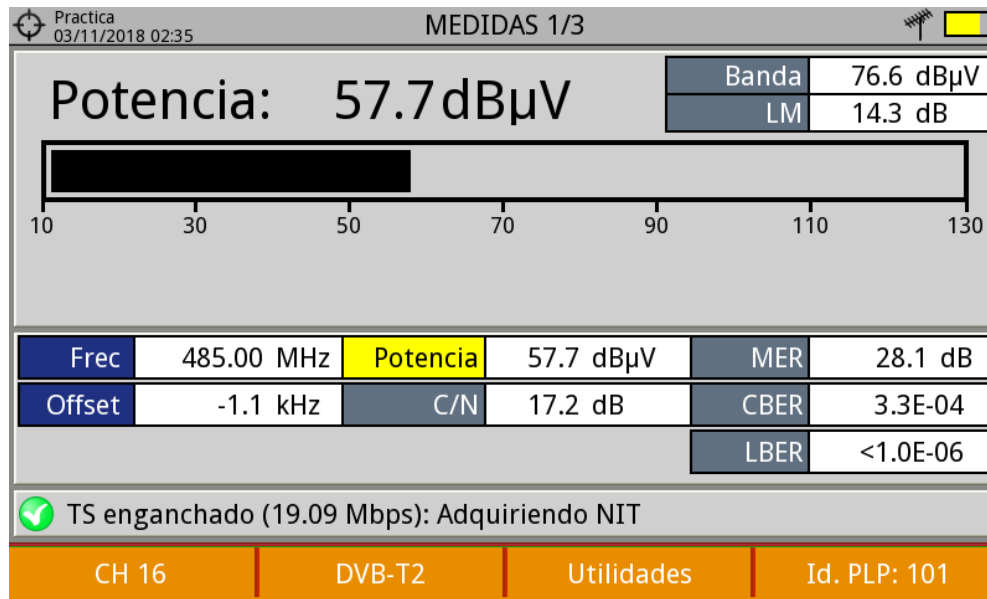 Practica
03/11/2018 02:35
MEDIDAS 1/3
Potencia: 57.7 dBµV
Banda 76.6 dBµV
LM 14.3 dB
10 30 50 70 90 110 130
Frec 485.00 MHz Potencia 57.7 dBµV MER 28.1 dB
Offset -1.1 kHz C/N 17.2 dB CBER 3.3E-04
LBER <1.0E-06
TS enganchado (19.09 Mbps): Adquiriendo NIT
CH 16 DVB-T2 Utilidades Id. PLP: 101